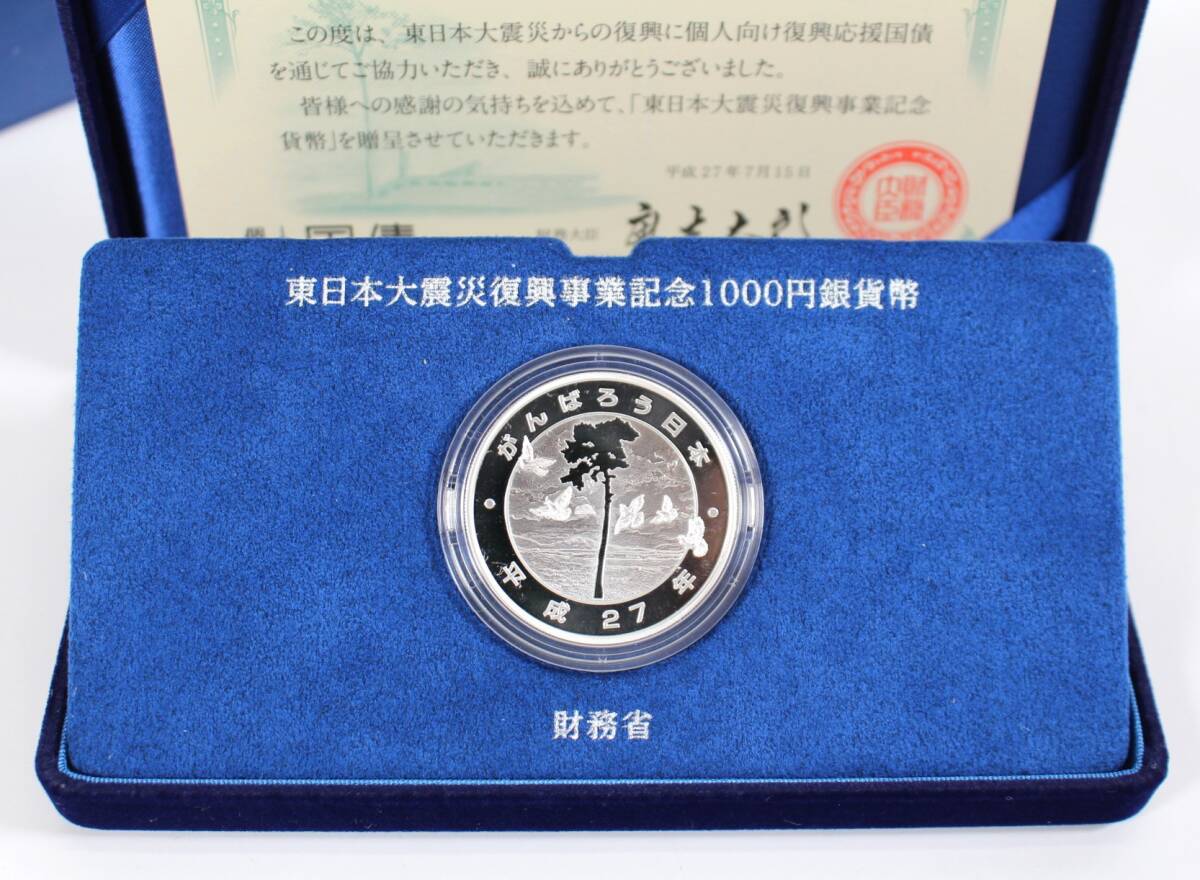 この度は、東日本大震災からの復興に個人向け復興応援国債
を通じてご協力いただき、誠にありがとうございました。
皆様への感謝の気持ちを込めて、「東日本大震災復興事業記念
貨幣」を贈呈させていただきます。
平成27年7月15日
財務大臣
東日本大震災復興事業記念1000円銀貨幣
がんばろう日本
平成27年
財務省